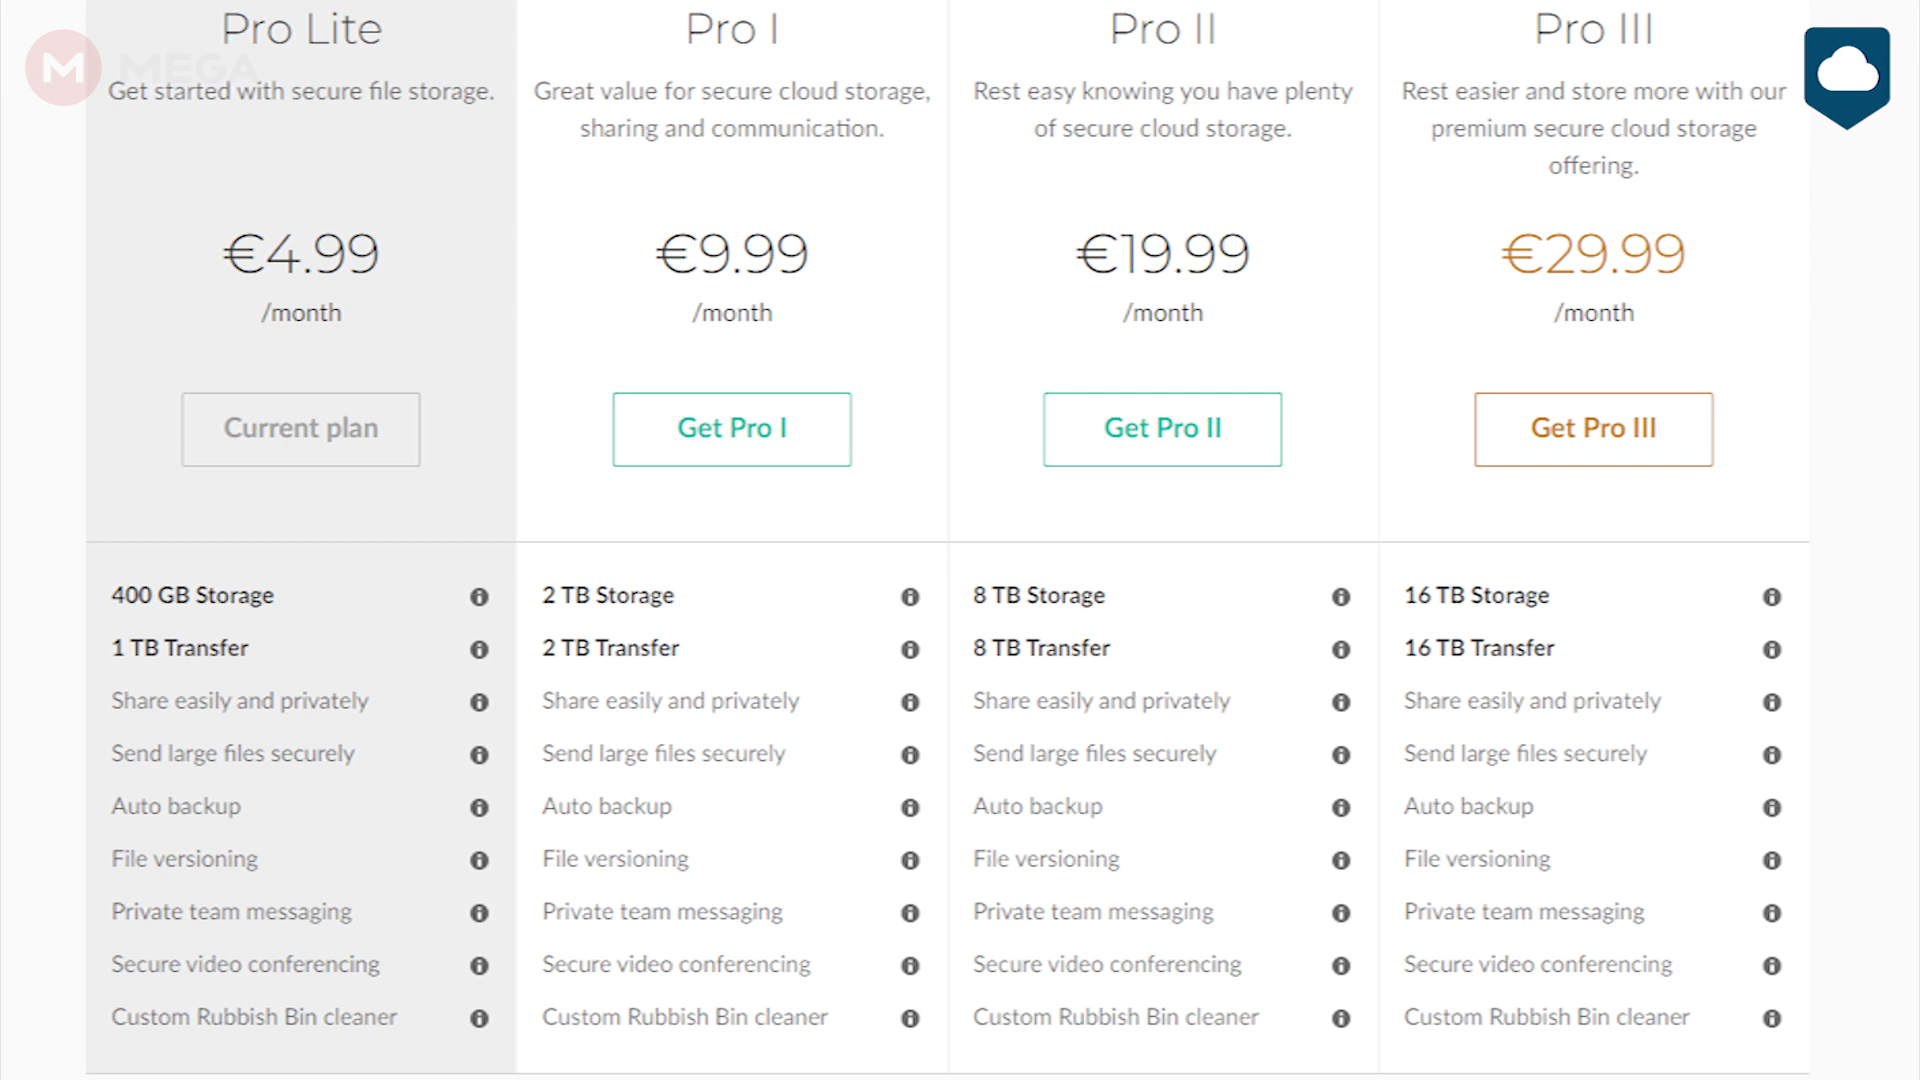 MEGA
Pro Lite
Get started with secure file storage.
€4.99
/month
Current plan
400 GB Storage
1 TB Transfer
Share easily and privately
Send large files securely
Auto backup
File versioning
Private team messaging
Secure video conferencing
Custom Rubbish Bin cleaner
Pro I
Great value for secure cloud storage,
sharing and communication.
€9.99
/month
Get Pro I
2 TB Storage
2 TB Transfer
Share easily and privately
Send large files securely
Auto backup
File versioning
Private team messaging
Secure video conferencing
Custom Rubbish Bin cleaner
Pro II
Rest easy knowing you have plenty
of secure cloud storage.
€19.99
/month
Get Pro II
8 TB Storage
8 TB Transfer
Share easily and privately
Send large files securely
Auto backup
File versioning
Private team messaging
Secure video conferencing
Custom Rubbish Bin cleaner
Pro III
Rest easier and store more with our
premium secure cloud storage
offering.
€29.99
/month
Get Pro III
16 TB Storage
16 TB Transfer
Share easily and privately
Send large files securely
Auto backup
File versioning
Private team messaging
Secure video conferencing
Custom Rubbish Bin cleaner